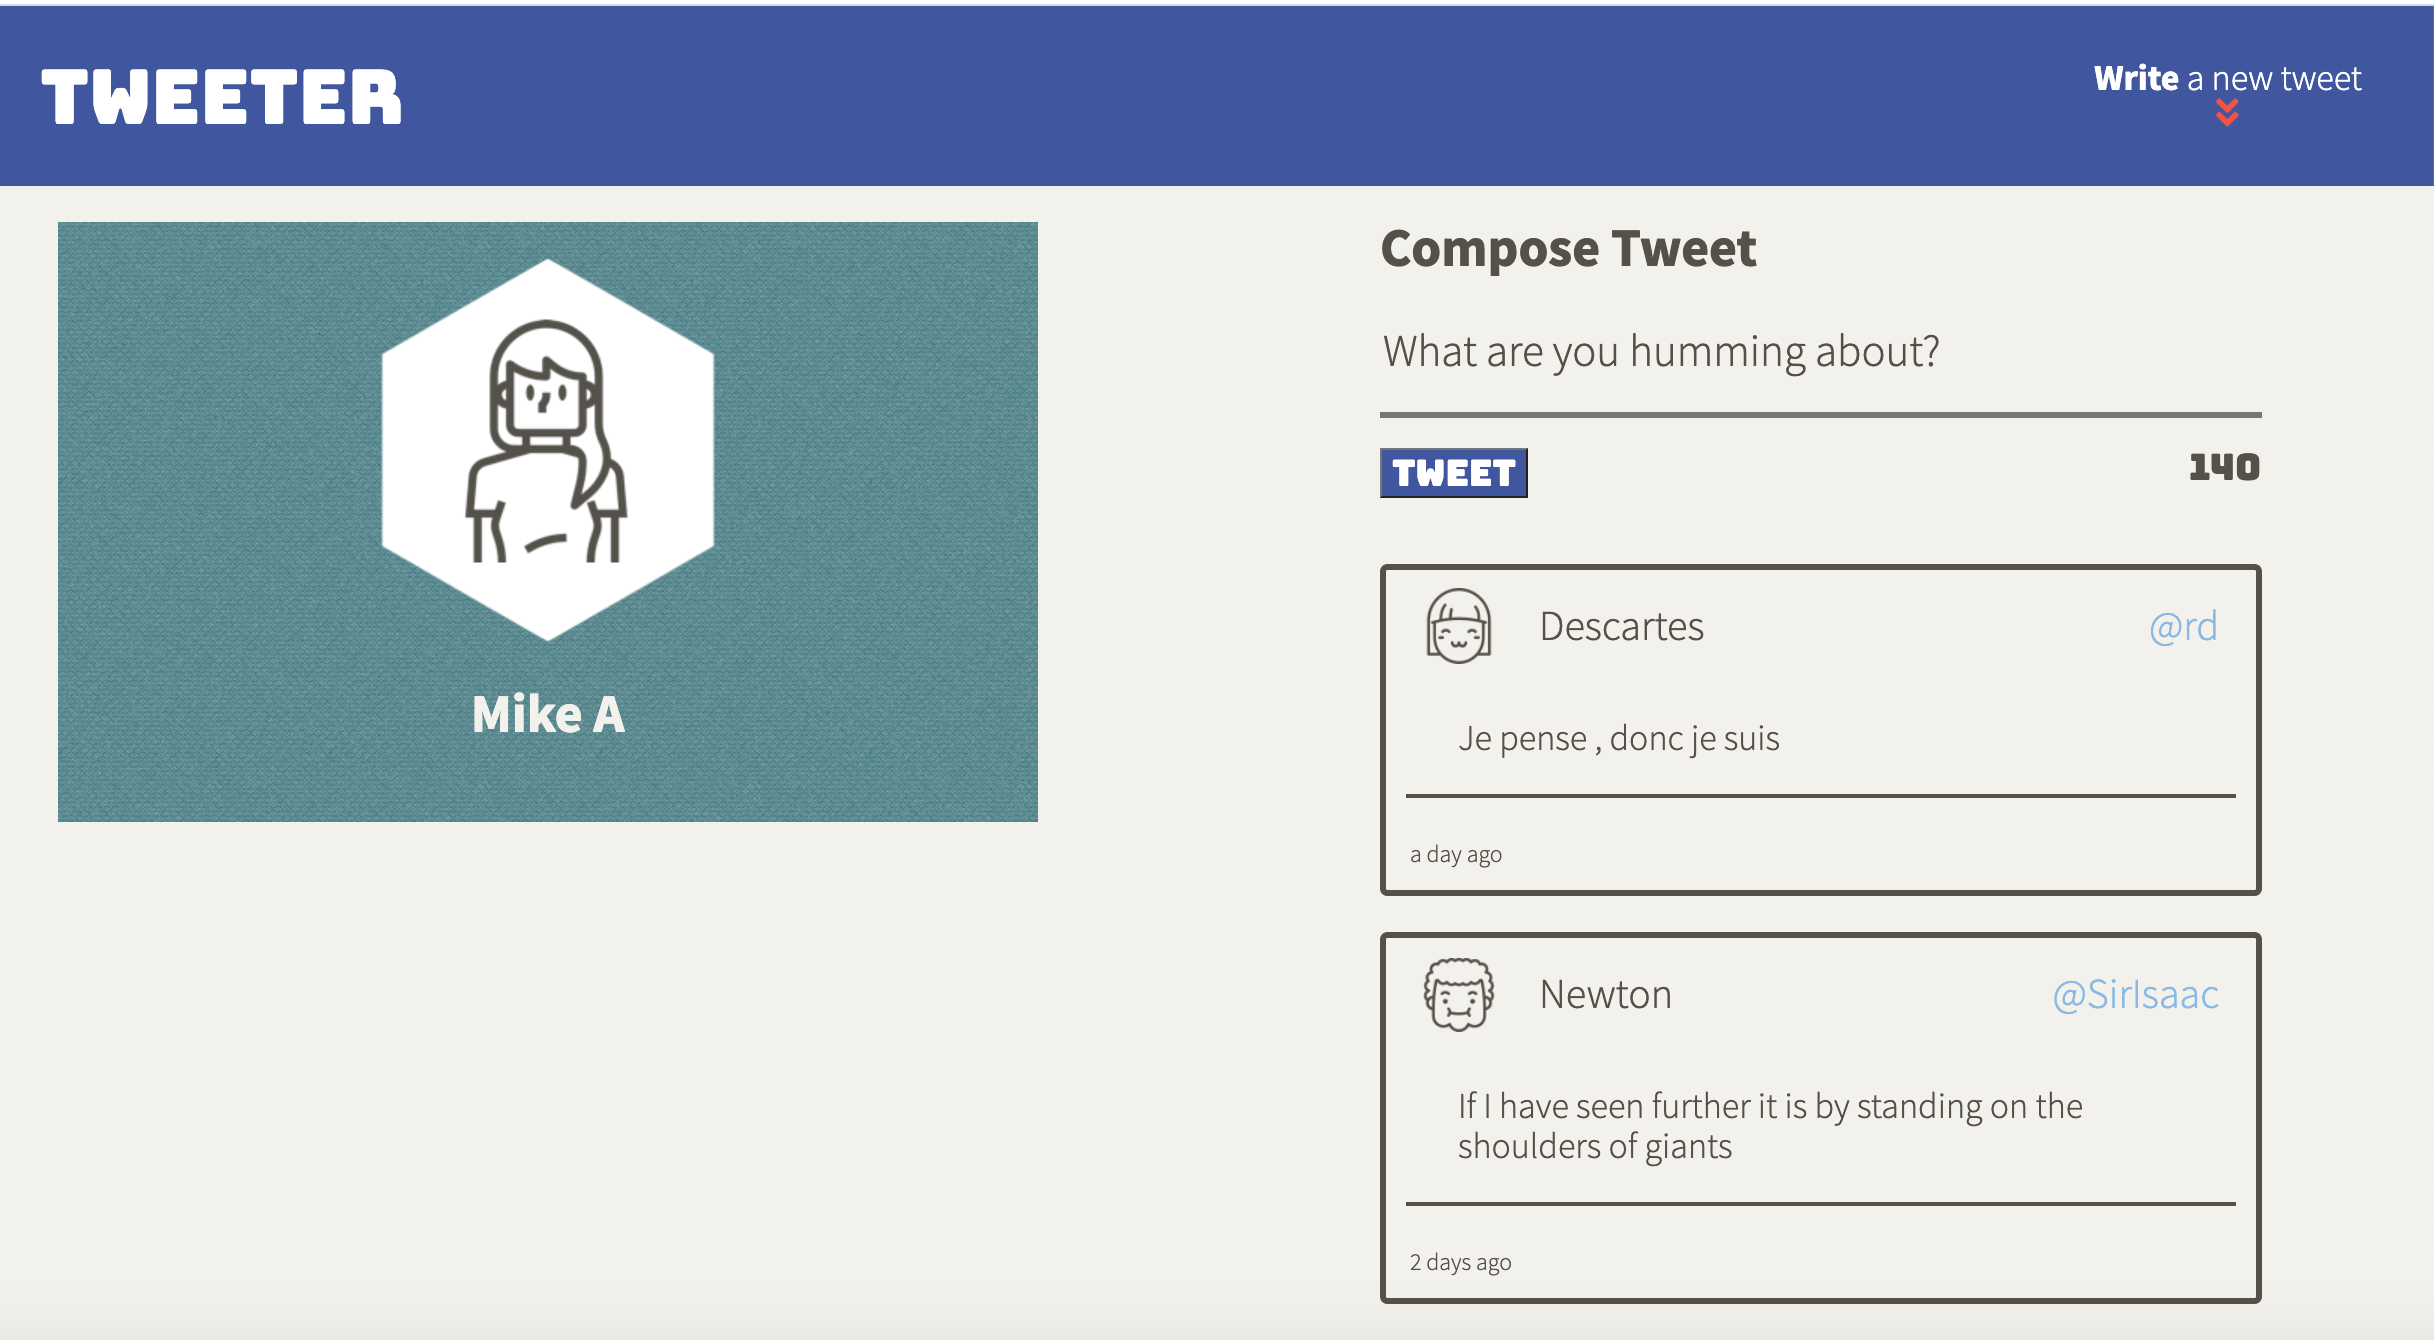 TWEETER
Write a new tweet
Mike A
Compose Tweet
What are you humming about?
TWEET
140
Descartes
@rd
Je pense , donc je suis
a day ago
Newton
@SirIsaac
If I have seen further it is by standing on the
shoulders of giants
2 days ago